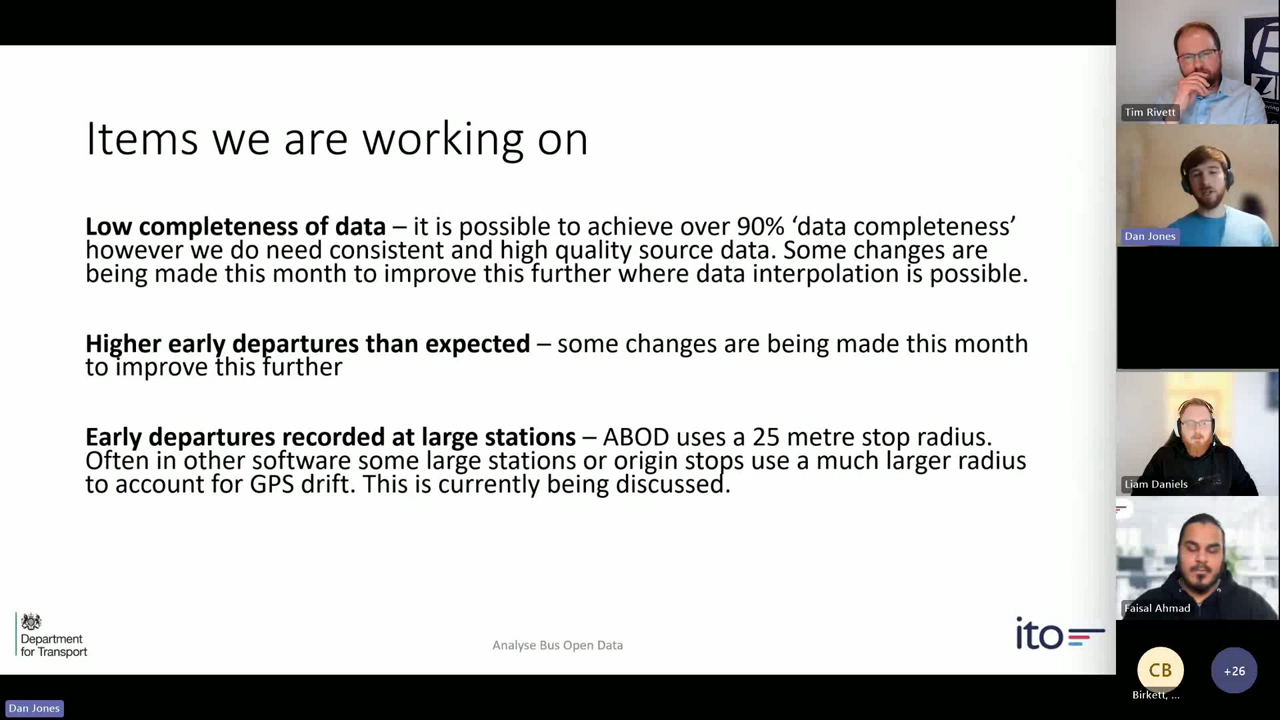 Items we are working on
Low completeness of data – it is possible to achieve over 90% ‘data completeness’
however we do need consistent and high quality source data. Some changes are
being made this month to improve this further where data interpolation is possible.
Higher early departures than expected – some changes are being made this month
to improve this further
Early departures recorded at large stations – ABOD uses a 25 metre stop radius.
Often in other software some large stations or origin stops use a much larger radius
to account for GPS drift. This is currently being discussed.
Department
for Transport
Analyse Bus Open Data
ito
Tim Rivett
Dan Jones
Liam Daniels
Faisal Ahmad
CB
Birkett, ...
+26
Dan Jones